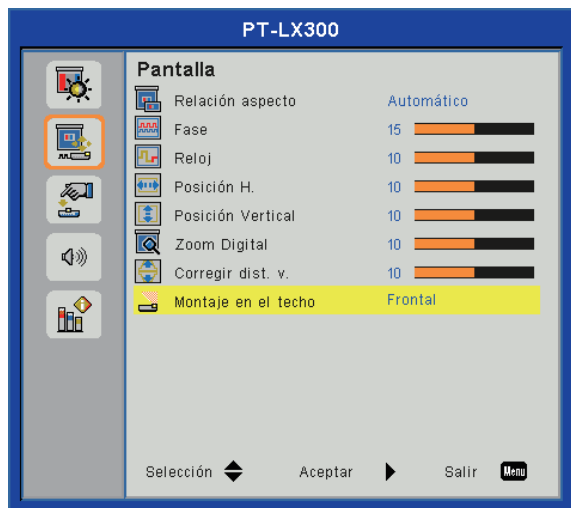 PT-LX300
Pantalla
Relación aspecto Automático
Fase 15
Reloj 10
Posición H. 10
Posición Vertical 10
Zoom Digital 10
Corregir dist. v. 10
Montaje en el techo Frontal
Selección Aceptar Salir Menu